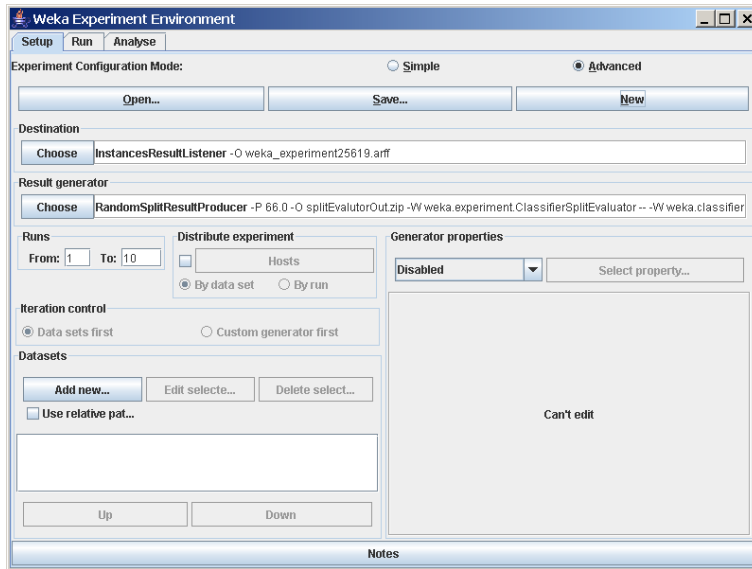 Weka Experiment Environment
Setup Run Analyse
Experiment Configuration Mode: Simple Advanced
Open... Save... New
Destination
Choose InstancesResultListener -O weka_experiment25619.arff
Result generator
Choose RandomSplitResultProducer -P 66.0 -O splitEvalutorOut.zip -W weka.experiment.ClassifierSplitEvaluator -- -W weka.classifier
Runs
From: 1 To: 10
Distribute experiment
Hosts
By data set By run
Generator properties
Disabled Select property...
Iteration control
Data sets first Custom generator first
Datasets
Add new... Edit selecte... Delete select...
Use relative pat...
Can't edit
Up Down
Notes